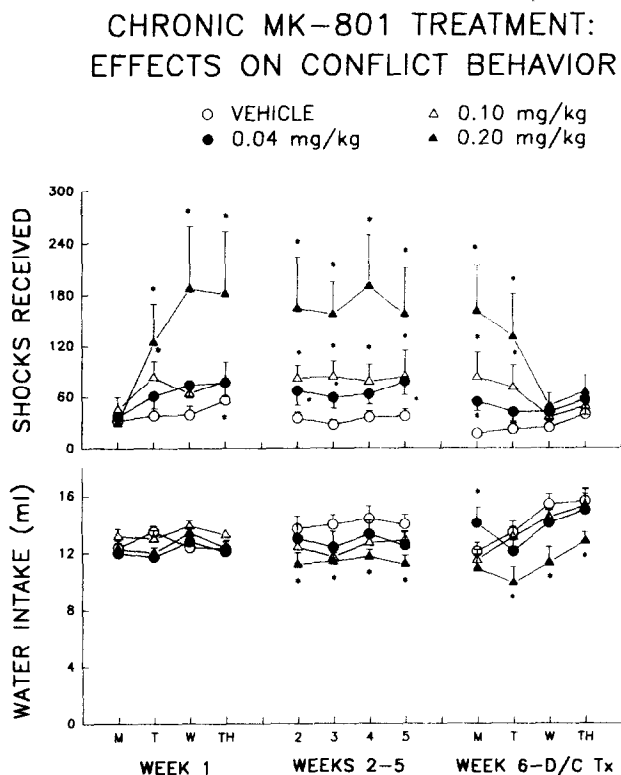 CHRONIC MK-801 TREATMENT:
EFFECTS ON CONFLICT BEHAVIOR
VEHICLE
0.10 mg/kg
0.04 mg/kg
0.20 mg/kg
SHOCKS RECEIVED
300
240
180
120
60
0
WATER INTAKE (ml)
16
12
8
4
0
M T W TH
2 3 4 5
M T W TH
WEEK 1
WEEKS 2-5
WEEK 6-D/C Tx